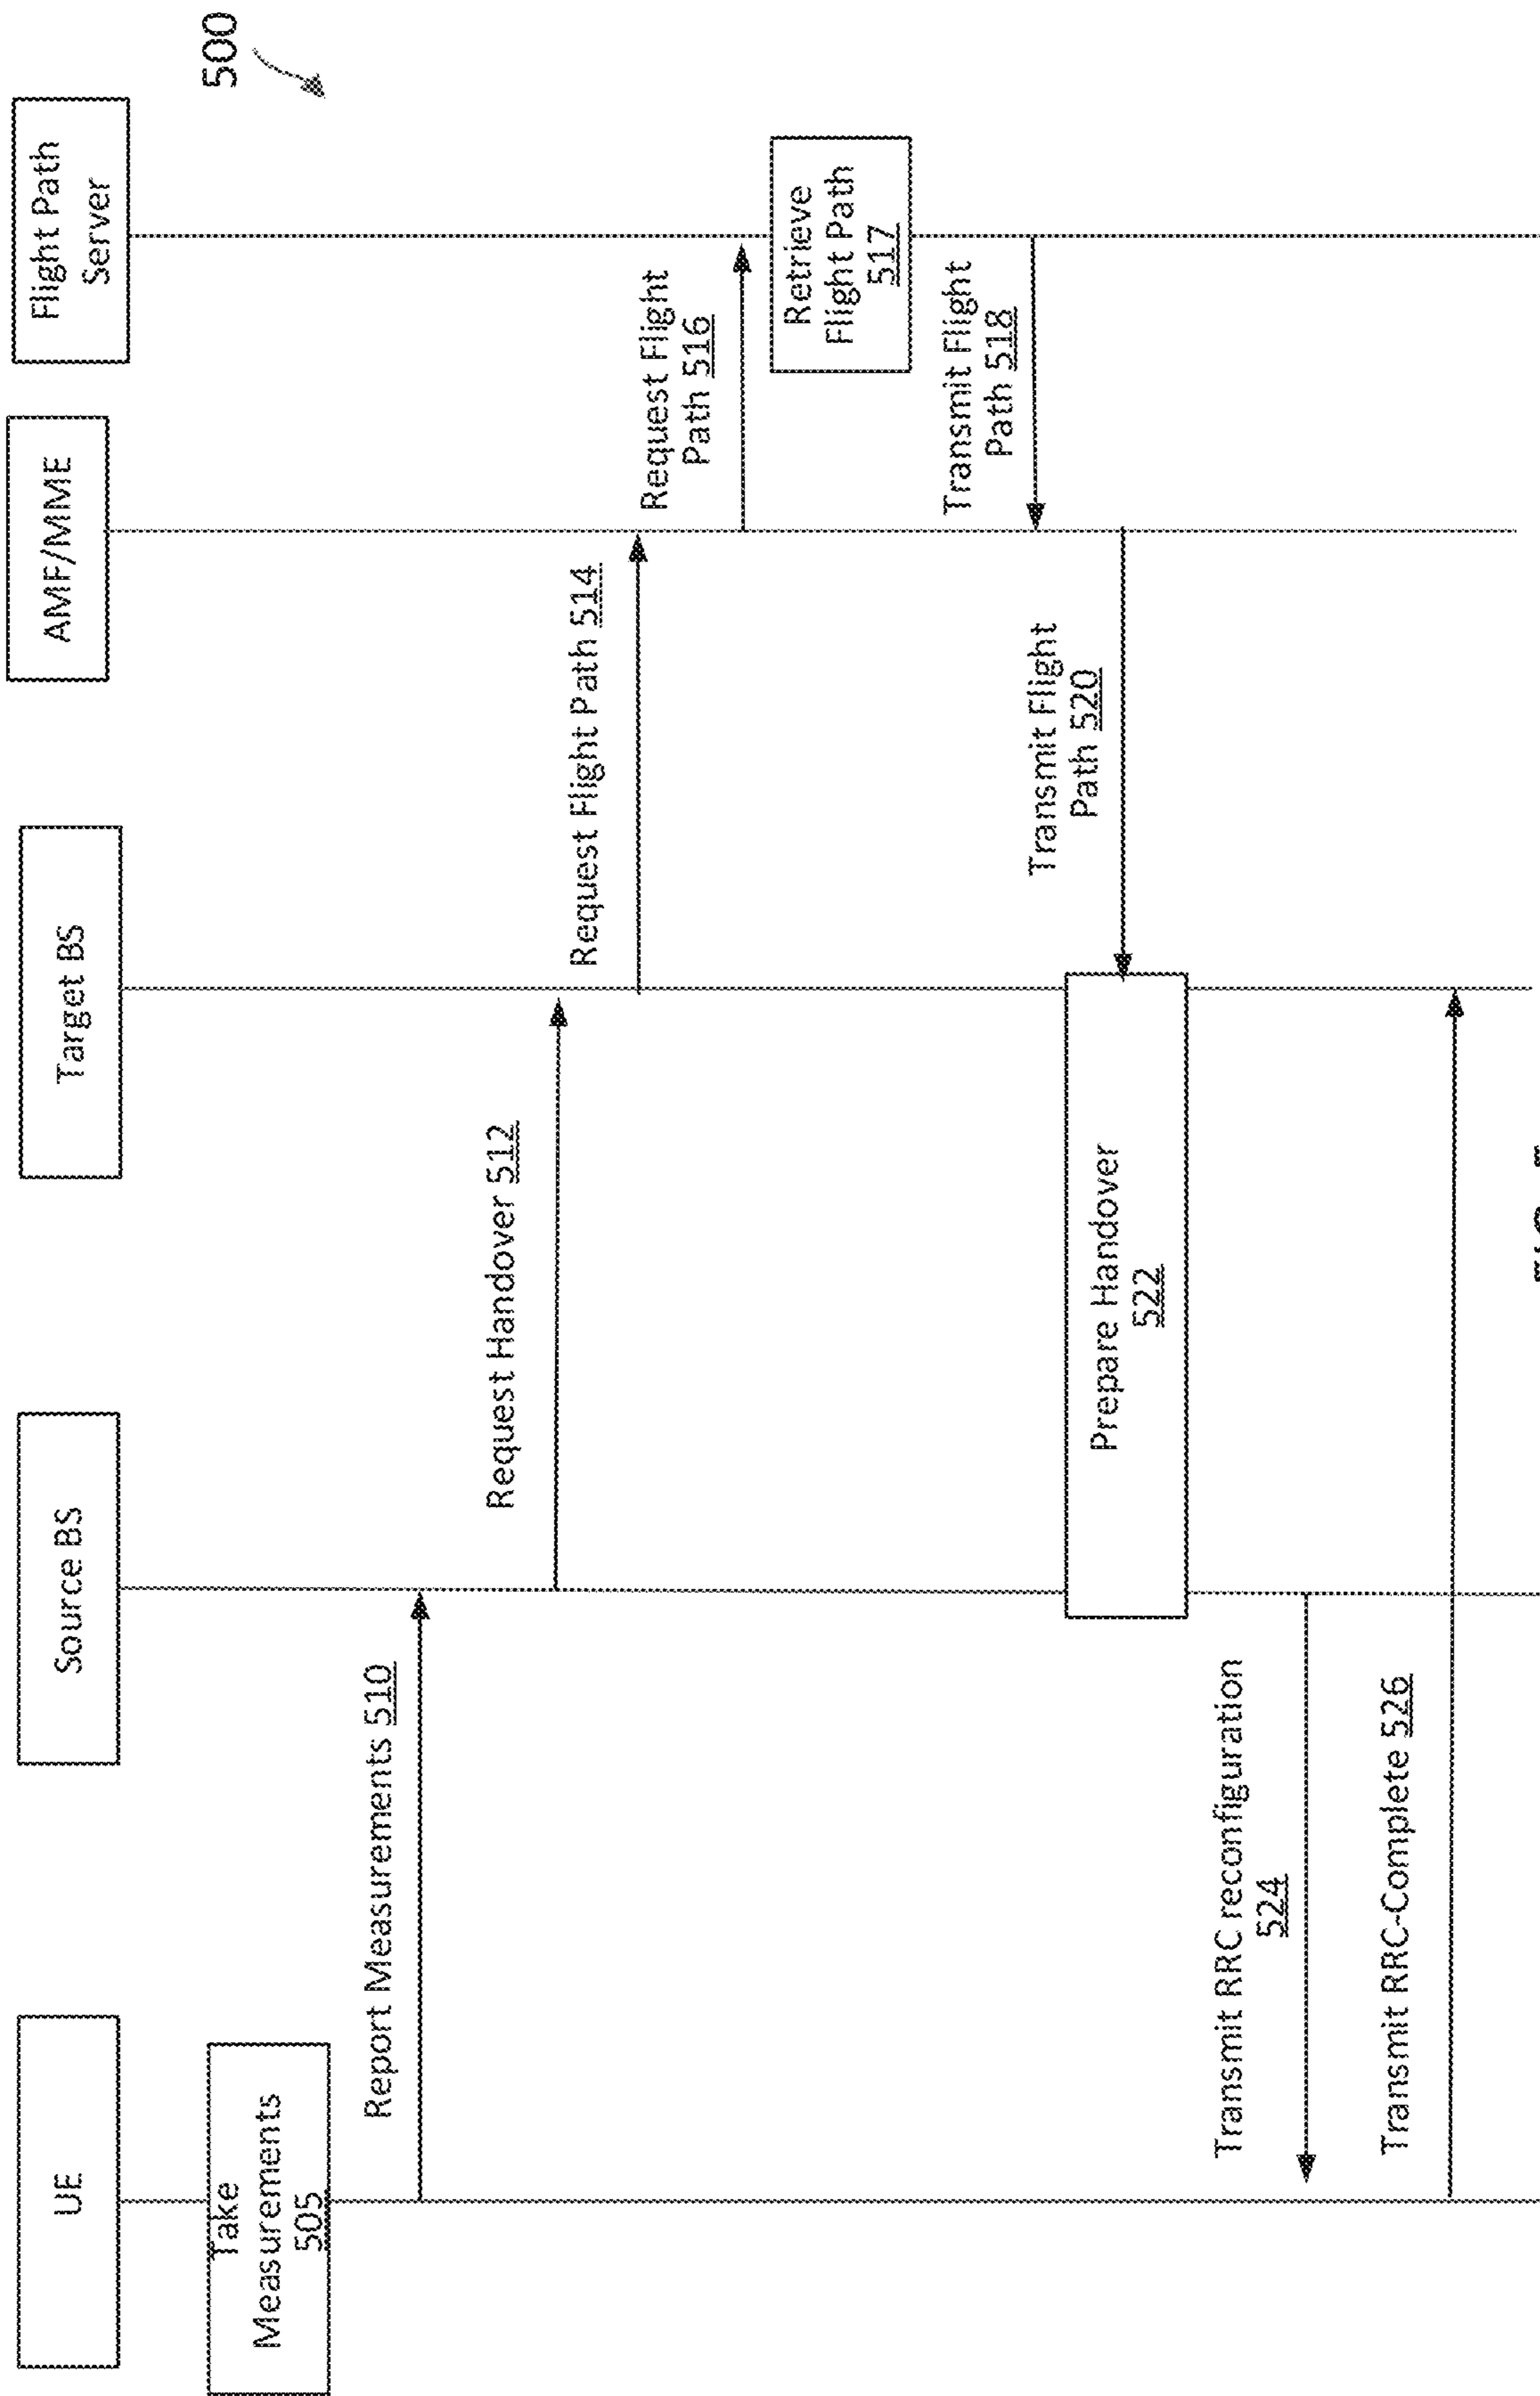 500
UE
Source BS
Target BS
AMF/MME
Flight Path
Server
Take
Measurements
505
Report Measurements 510
Request Handover 512
Request Flight Path 514
Request Flight
Path 516
Retrieve
Flight Path
517
Transmit Flight
Path 518
Transmit Flight
Path 520
Prepare Handover
522
Transmit RRC reconfiguration
524
Transmit RRC-Complete 526